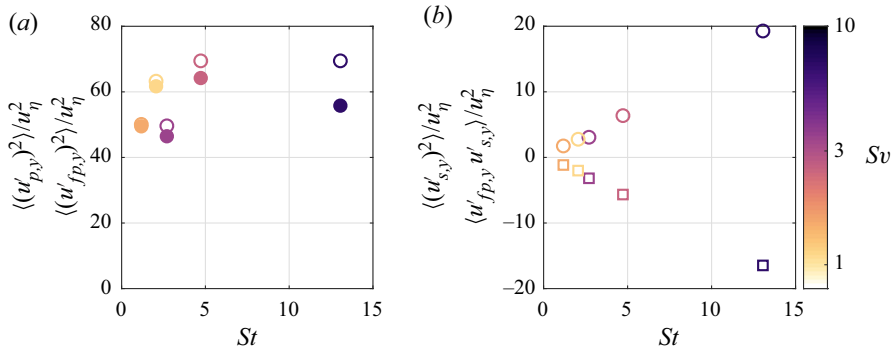 (a)
80
60
40
20
0
0
5
10
15
St
⟨(u′p,y)²⟩/u²η
⟨(u′fp,y)²⟩/u²η
(b)
20
10
0
−10
−20
0
5
10
15
St
⟨(u′s,y)²⟩/u²η
⟨u′fp,y u′s,y⟩/u²η
10
3
1
Sv